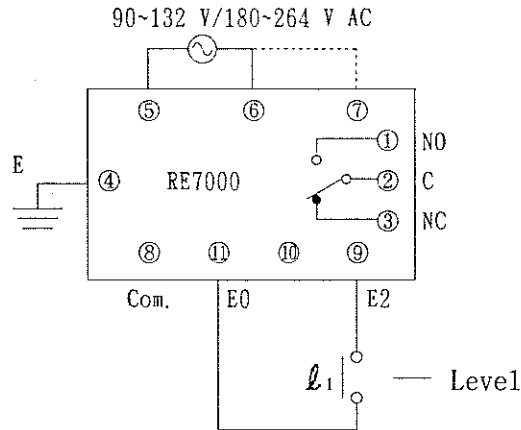 90~132 V/180~264 V AC
⑤ ⑥ ⑦
① NO
E
④ RE7000 ② C
③ NC
⑧ ⑪ ⑩ ⑨
Com. E0 E2
ℓ1 Level